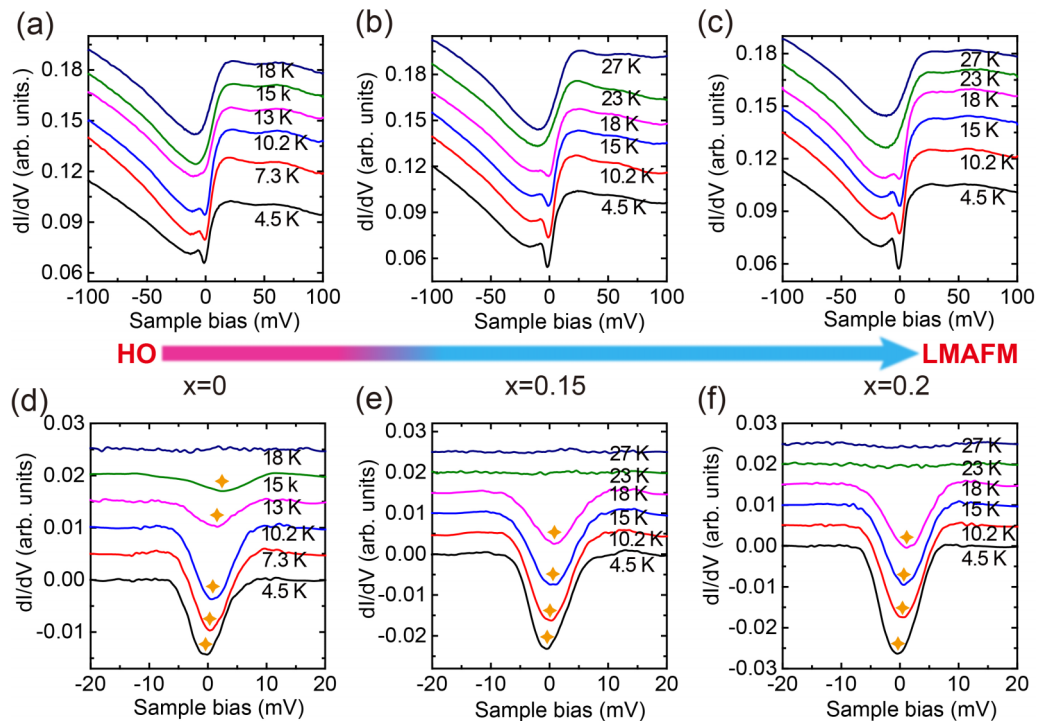 (a)
(b)
(c)
dI/dV (arb. units.)
0.18
0.15
0.12
0.09
0.06
18 K
15 k
13 K
10.2 K
7.3 K
4.5 K
-100 -50 0 50 100
Sample bias (mV)
dI/dV (arb. units)
0.18
0.15
0.12
0.09
0.06
27 K
23 K
18 K
15 K
10.2 K
4.5 K
-100 -50 0 50 100
Sample bias (mV)
dI/dV (arb. units)
0.18
0.15
0.12
0.09
0.06
27 K
23 K
18 K
15 K
10.2 K
4.5 K
-100 -50 0 50 100
Sample bias (mV)
HO
LMAFM
(d)
x=0
(e)
x=0.15
(f)
x=0.2
dI/dV (arb. units)
0.03
0.02
0.01
0.00
-0.01
18 K
15 k
13 K
10.2 K
7.3 K
4.5 K
-20 -10 0 10 20
Sample bias (mV)
dI/dV (arb. units)
0.03
0.02
0.01
0.00
-0.01
-0.02
27 K
23 K
18 K
15 K
10.2 K
4.5 K
-20 -10 0 10 20
Sample bias (mV)
dI/dV (arb. units)
0.03
0.02
0.01
0.00
-0.01
-0.02
-0.03
27 K
23 K
18 K
15 K
10.2 K
4.5 K
-20 -10 0 10 20
Sample bias (mV)